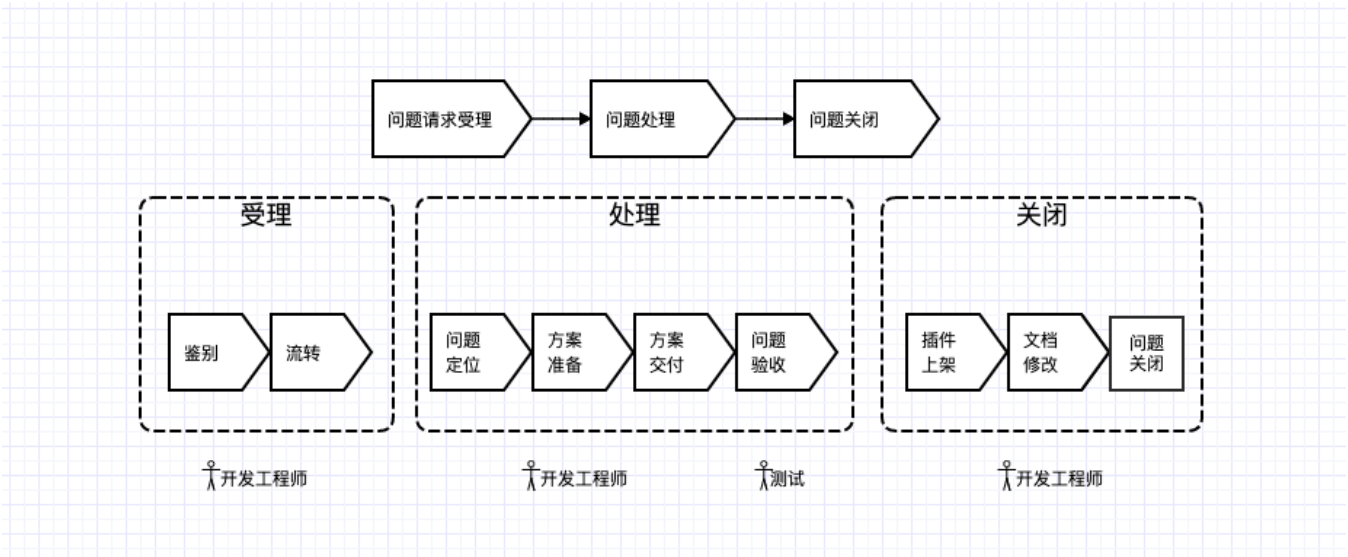 问题请求受理
问题处理
问题关闭
受理
处理
关闭
鉴别
流转
问题
定位
方案
准备
方案
交付
问题
验收
插件
上架
文档
修改
问题
关闭
开发工程师
开发工程师
测试
开发工程师